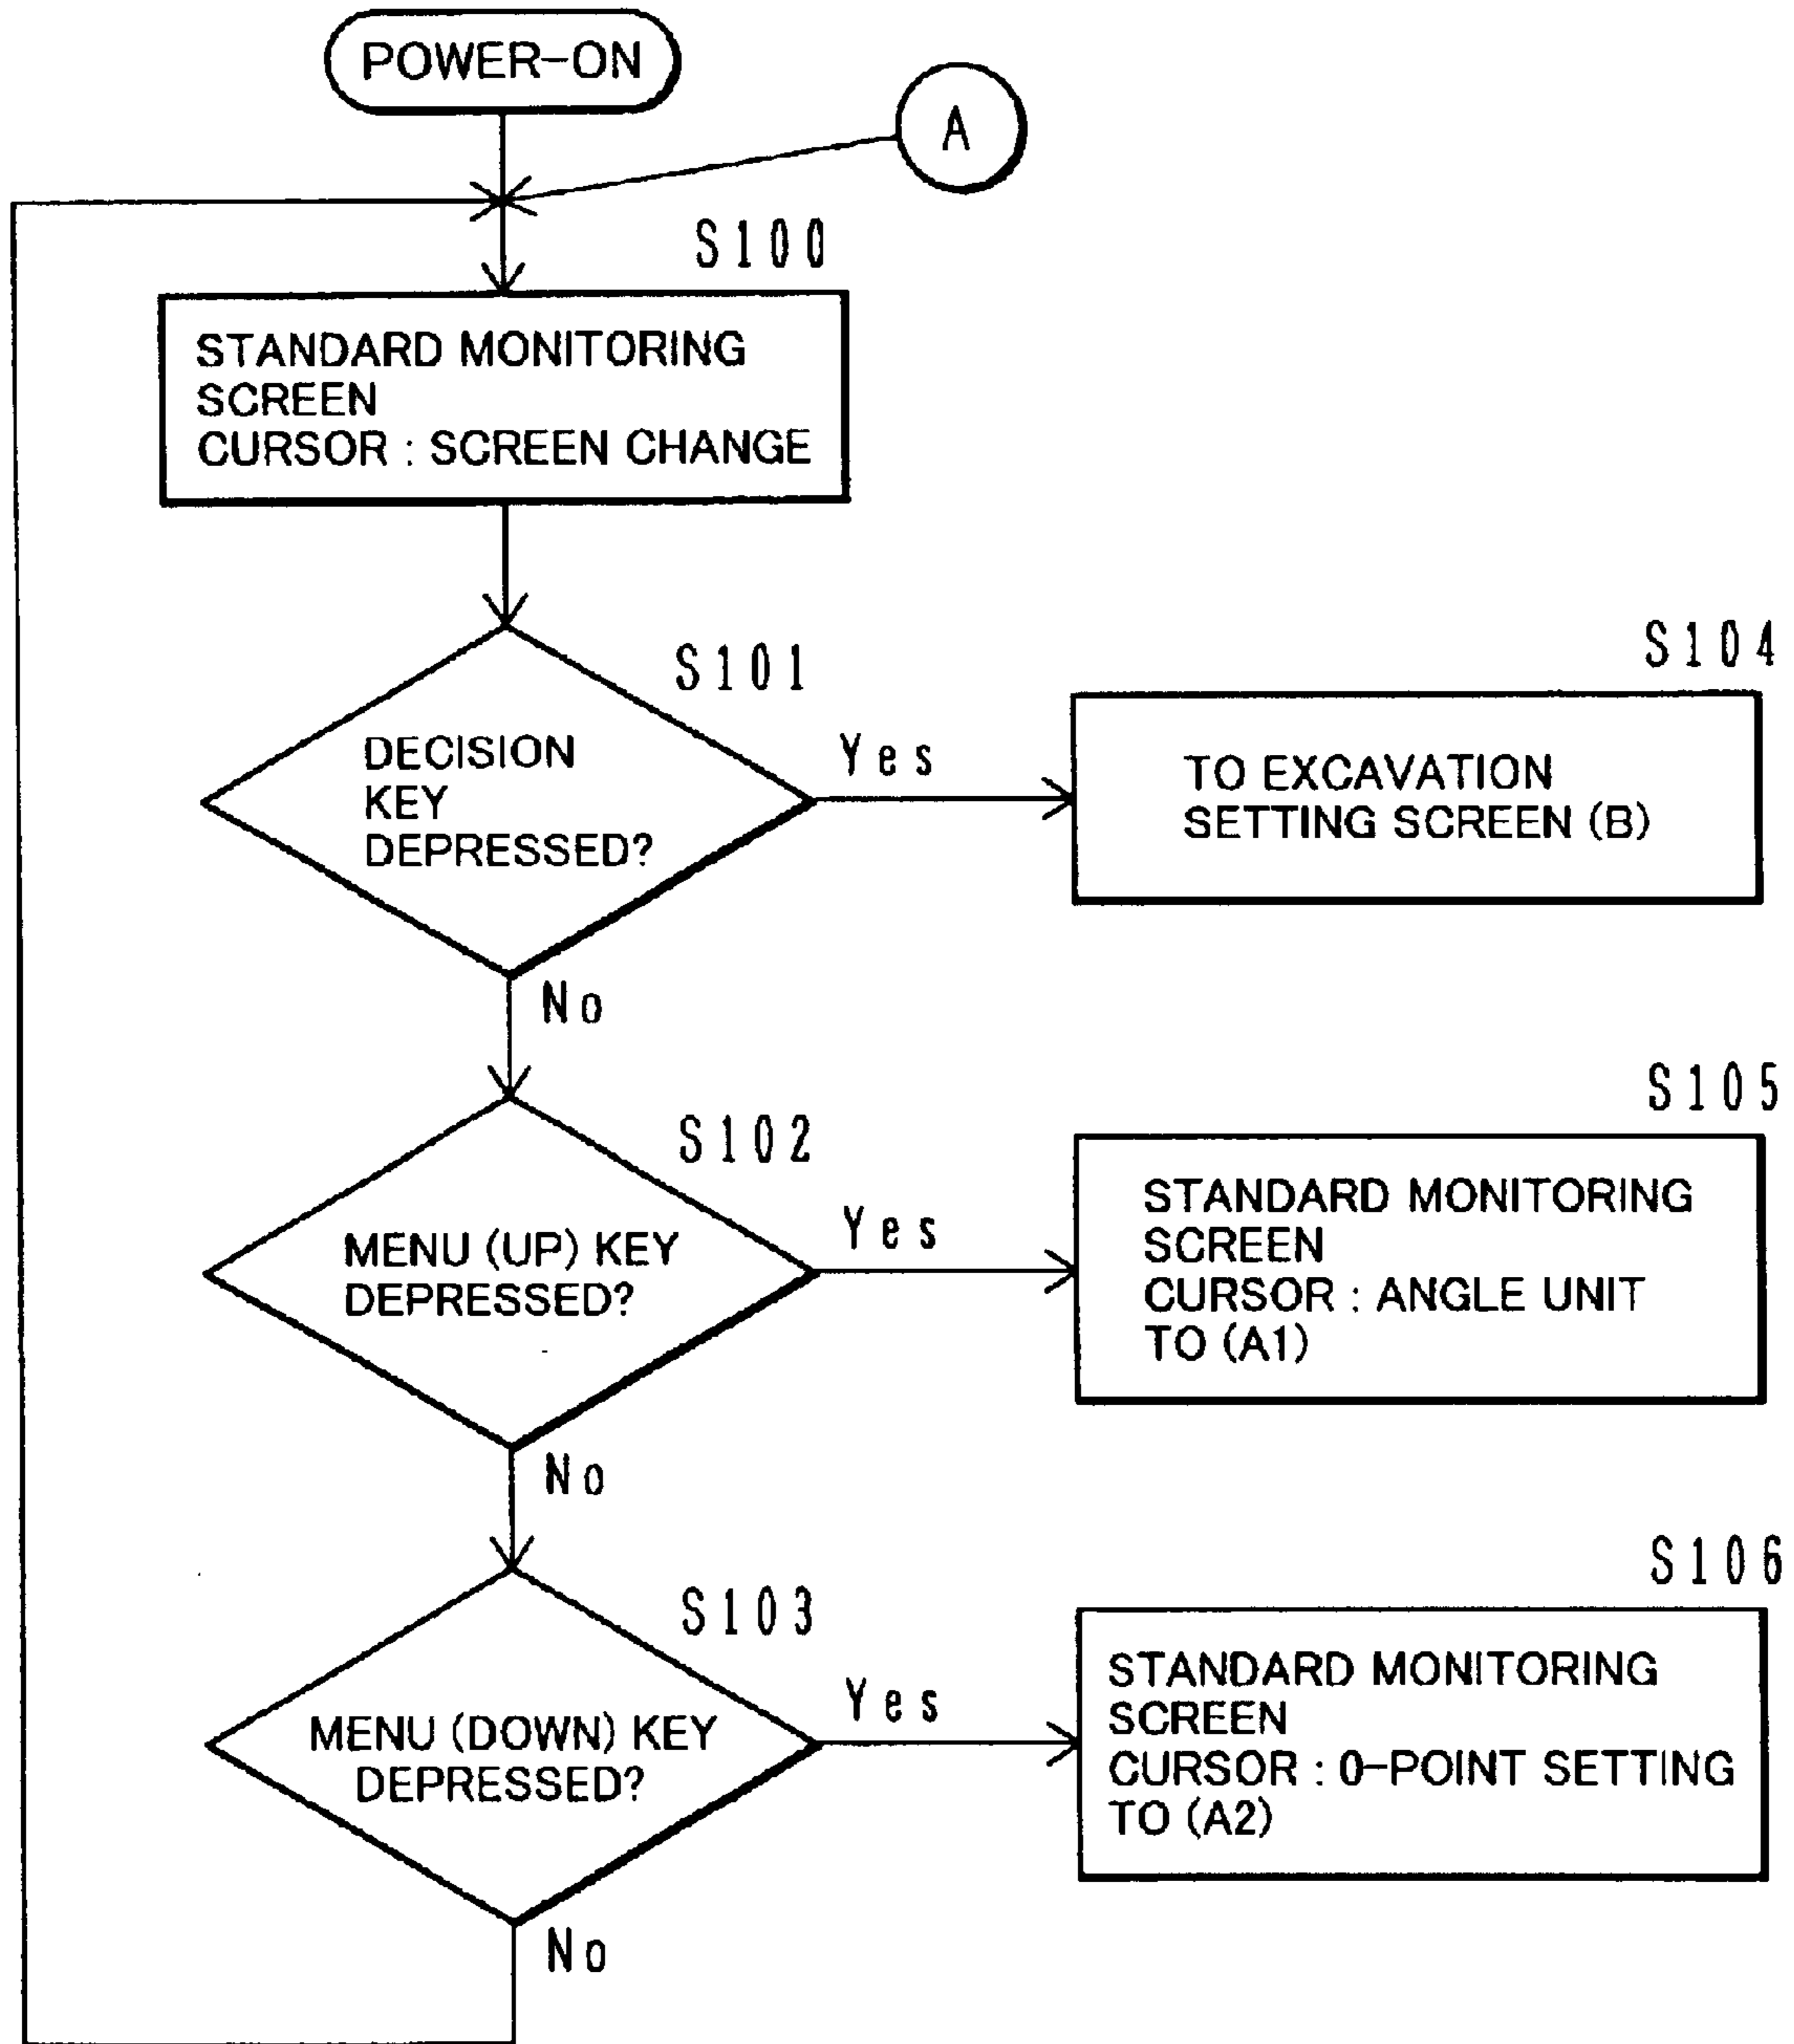 POWER-ON
A
S100
STANDARD MONITORING
SCREEN
CURSOR : SCREEN CHANGE
S101
DECISION
KEY
DEPRESSED?
Yes
No
S104
TO EXCAVATION
SETTING SCREEN (B)
S102
MENU (UP) KEY
DEPRESSED?
Yes
No
S105
STANDARD MONITORING
SCREEN
CURSOR : ANGLE UNIT
TO (A1)
S103
MENU (DOWN) KEY
DEPRESSED?
Yes
No
S106
STANDARD MONITORING
SCREEN
CURSOR : 0-POINT SETTING
TO (A2)